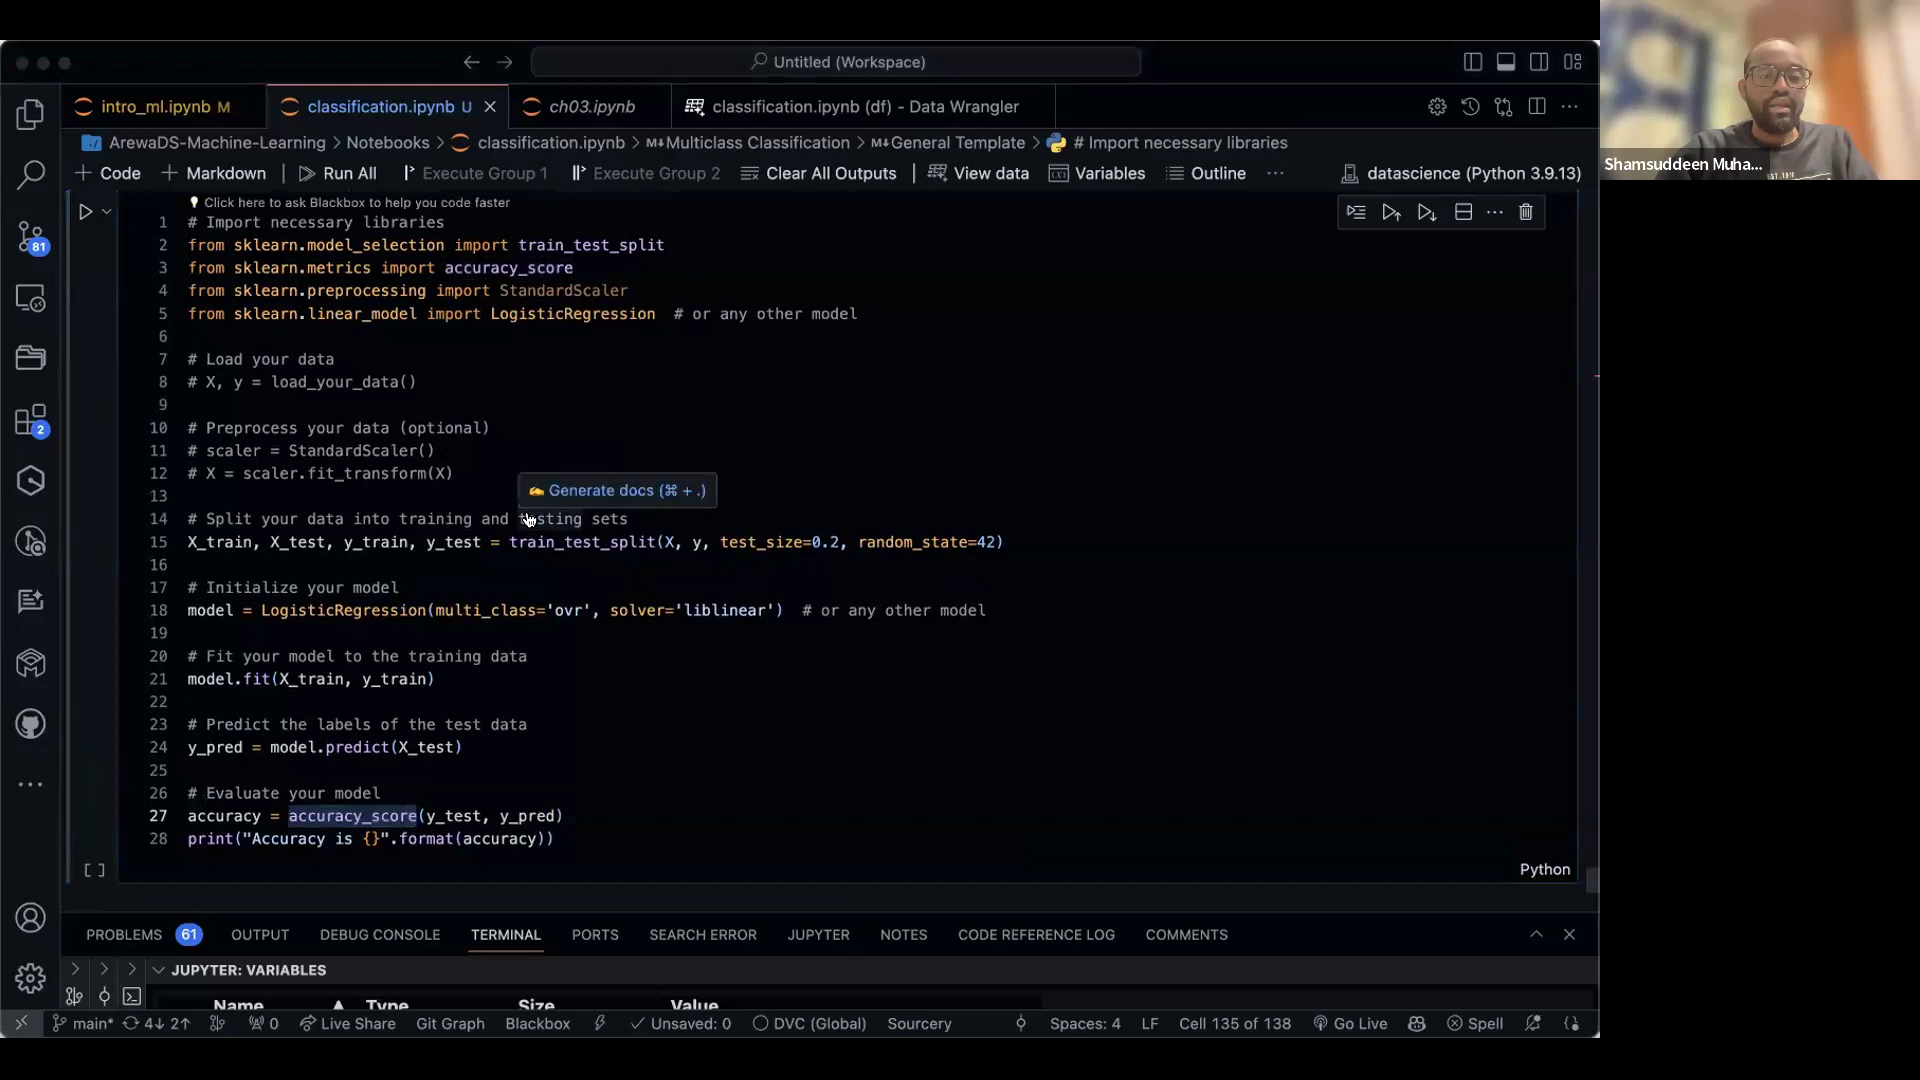 Untitled (Workspace)
intro_ml.ipynb M
classification.ipynb U
ch03.ipynb
classification.ipynb (df) - Data Wrangler
ArewaDS-Machine-Learning > Notebooks > classification.ipynb > M↓Multiclass Classification > M↓General Template > # Import necessary libraries
+ Code + Markdown Run All Execute Group 1 Execute Group 2 Clear All Outputs View data Variables Outline ··· datascience (Python 3.9.13)
Shamsuddeen Muha...
Click here to ask Blackbox to help you code faster
1 # Import necessary libraries
2 from sklearn.model_selection import train_test_split
3 from sklearn.metrics import accuracy_score
4 from sklearn.preprocessing import StandardScaler
5 from sklearn.linear_model import LogisticRegression # or any other model
6
7 # Load your data
8 # X, y = load_your_data()
9
10 # Preprocess your data (optional)
11 # scaler = StandardScaler()
12 # X = scaler.fit_transform(X)
Generate docs (⌘ + .)
13
14 # Split your data into training and testing sets
15 X_train, X_test, y_train, y_test = train_test_split(X, y, test_size=0.2, random_state=42)
16
17 # Initialize your model
18 model = LogisticRegression(multi_class='ovr', solver='liblinear') # or any other model
19
20 # Fit your model to the training data
21 model.fit(X_train, y_train)
22
23 # Predict the labels of the test data
24 y_pred = model.predict(X_test)
25
26 # Evaluate your model
27 accuracy = accuracy_score(y_test, y_pred)
28 print("Accuracy is {}".format(accuracy))
[ ]
Python
81
2
PROBLEMS 61 OUTPUT DEBUG CONSOLE TERMINAL PORTS SEARCH ERROR JUPYTER NOTES CODE REFERENCE LOG COMMENTS
JUPYTER: VARIABLES
Name Type Size Value
main* 4↓ 2↑ 0 Live Share Git Graph Blackbox Unsaved: 0 DVC (Global) Sourcery Spaces: 4 LF Cell 135 of 138 Go Live Spell